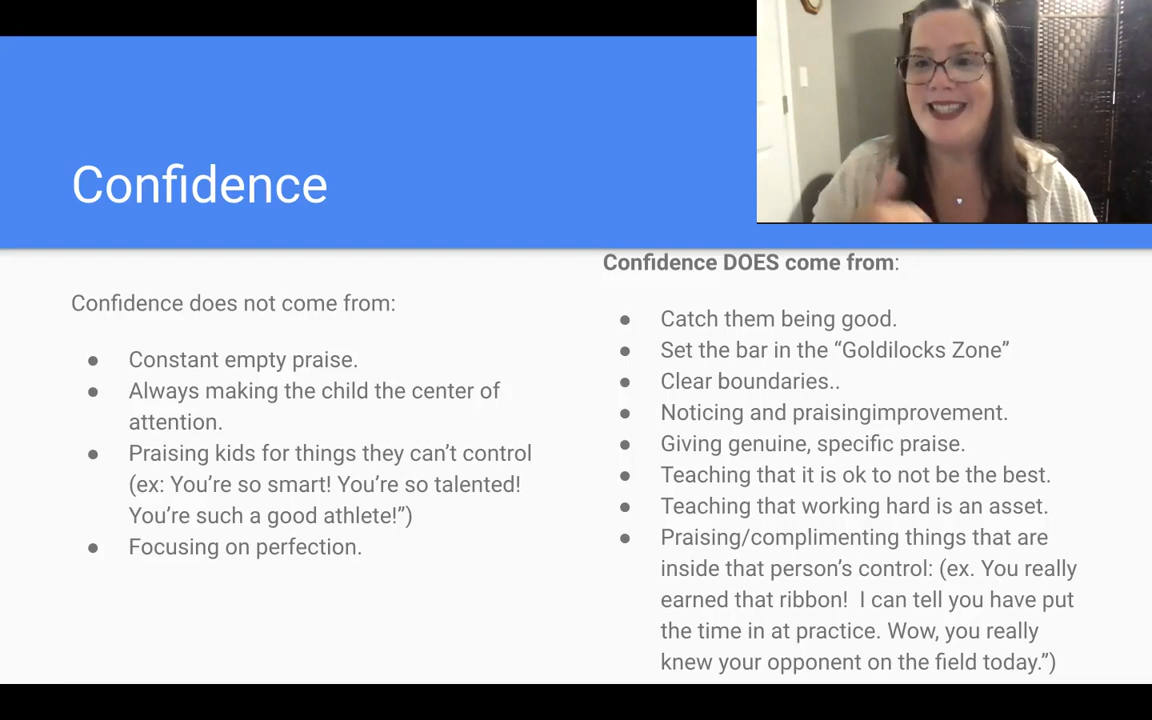 Confidence
Confidence does not come from:
● Constant empty praise.
● Always making the child the center of
attention.
● Praising kids for things they can’t control
(ex: You’re so smart! You’re so talented!
You’re such a good athlete!”)
● Focusing on perfection.
Confidence DOES come from:
● Catch them being good.
● Set the bar in the “Goldilocks Zone”
● Clear boundaries..
● Noticing and praisingimprovement.
● Giving genuine, specific praise.
● Teaching that it is ok to not be the best.
● Teaching that working hard is an asset.
● Praising/complimenting things that are
inside that person’s control: (ex. You really
earned that ribbon!  I can tell you have put
the time in at practice. Wow, you really
knew your opponent on the field today.”)